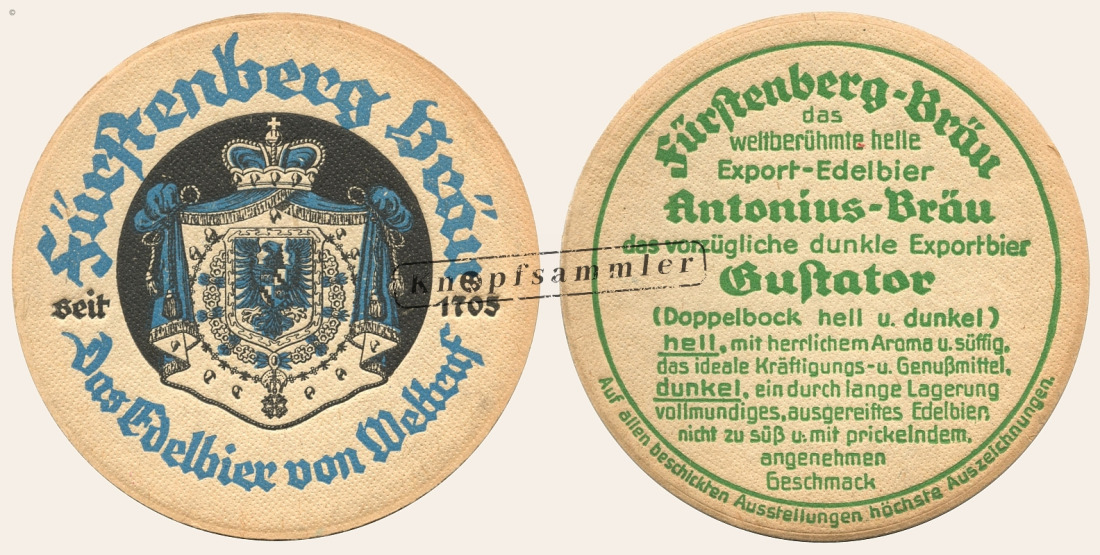 ©
Fürstenberg Bräu
seit 1705
Das Edelbier von Weltruf
Knopfsammler
Fürstenberg-Bräu
das
weltberühmte helle
Export-Edelbier
Antonius-Bräu
das vorzügliche dunkle Exportbier
Gustator
(Doppelbock hell u. dunkel)
hell, mit herrlichem Aroma u. süffig,
das ideale Kräftigungs- u. Genußmittel,
dunkel, ein durch lange Lagerung
vollmundiges, ausgereiftes Edelbier,
nicht zu süß u. mit prickelndem,
angenehmen
Geschmack
Auf allen beschickten Ausstellungen höchste Auszeichnungen.